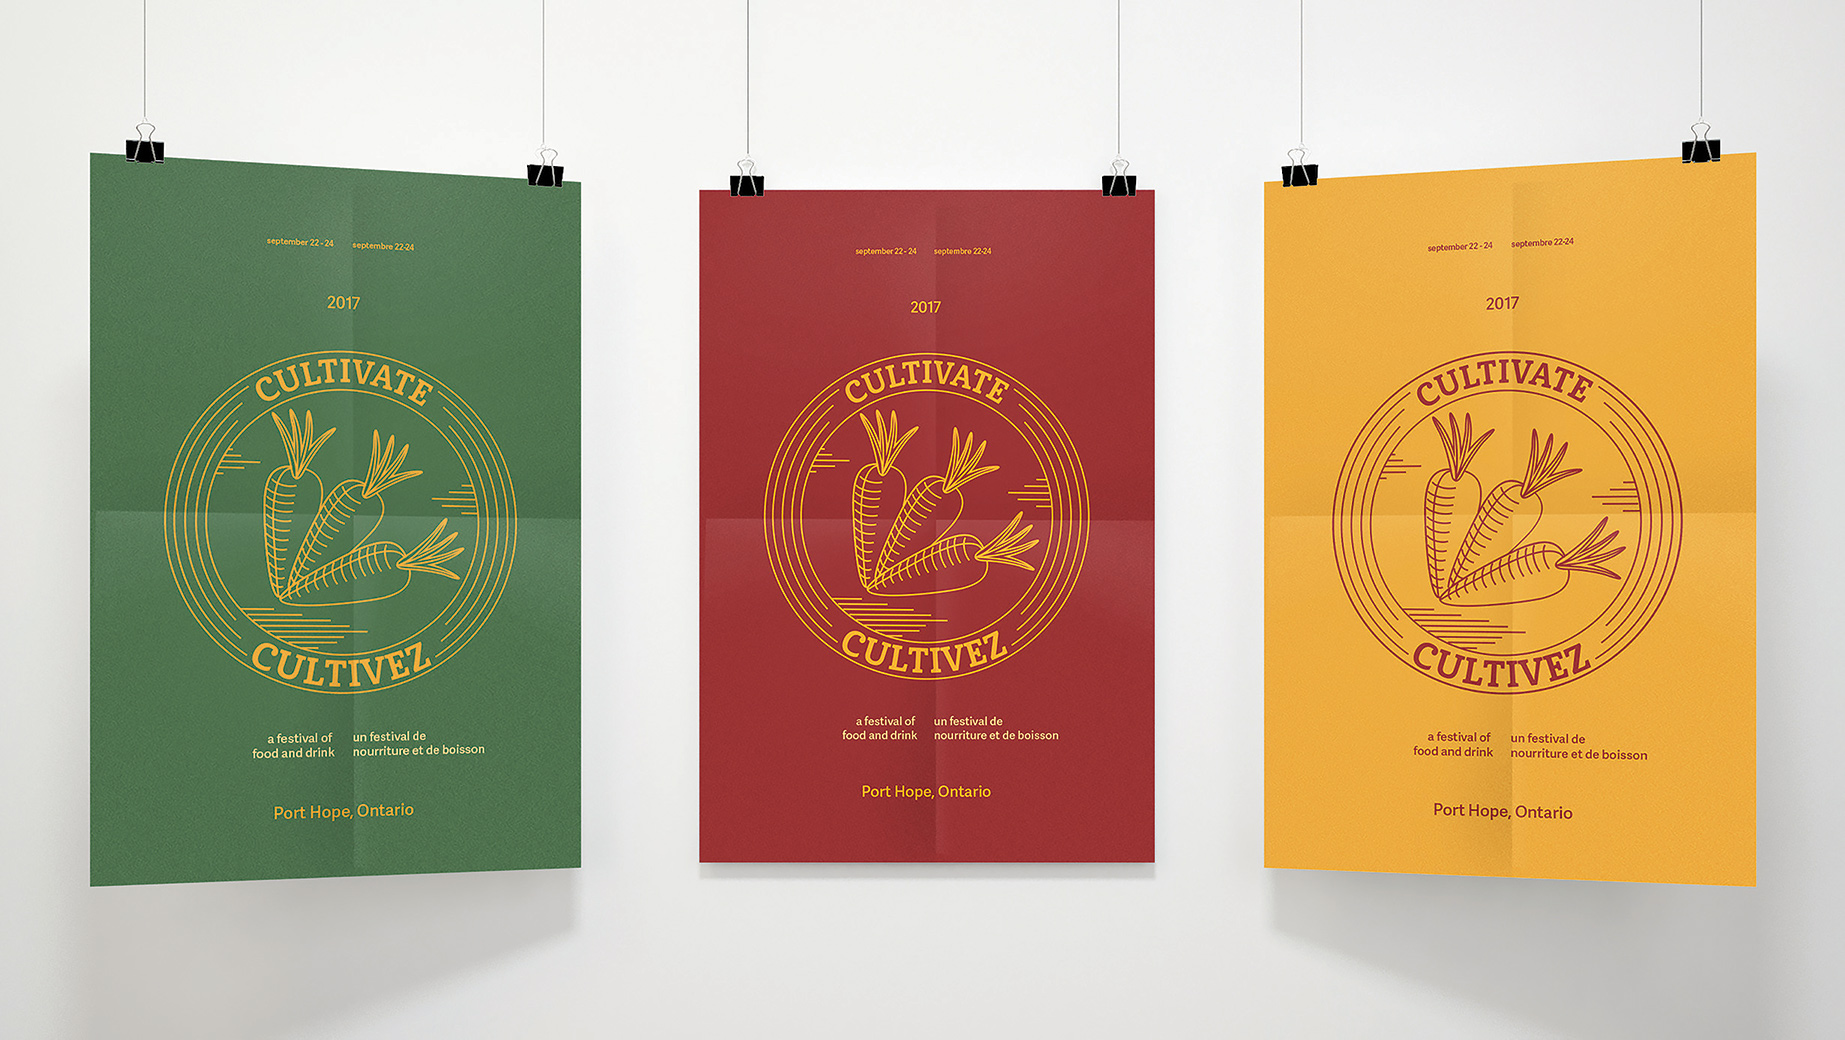 september 22 - 24 septembre 22-24
2017
CULTIVATE
CULTIVEZ
a festival of un festival de
food and drink nourriture et de boisson
Port Hope, Ontario
september 22 - 24 septembre 22-24
2017
CULTIVATE
CULTIVEZ
a festival of un festival de
food and drink nourriture et de boisson
Port Hope, Ontario
september 22 - 24 septembre 22-24
2017
CULTIVATE
CULTIVEZ
a festival of un festival de
food and drink nourriture et de boisson
Port Hope, Ontario